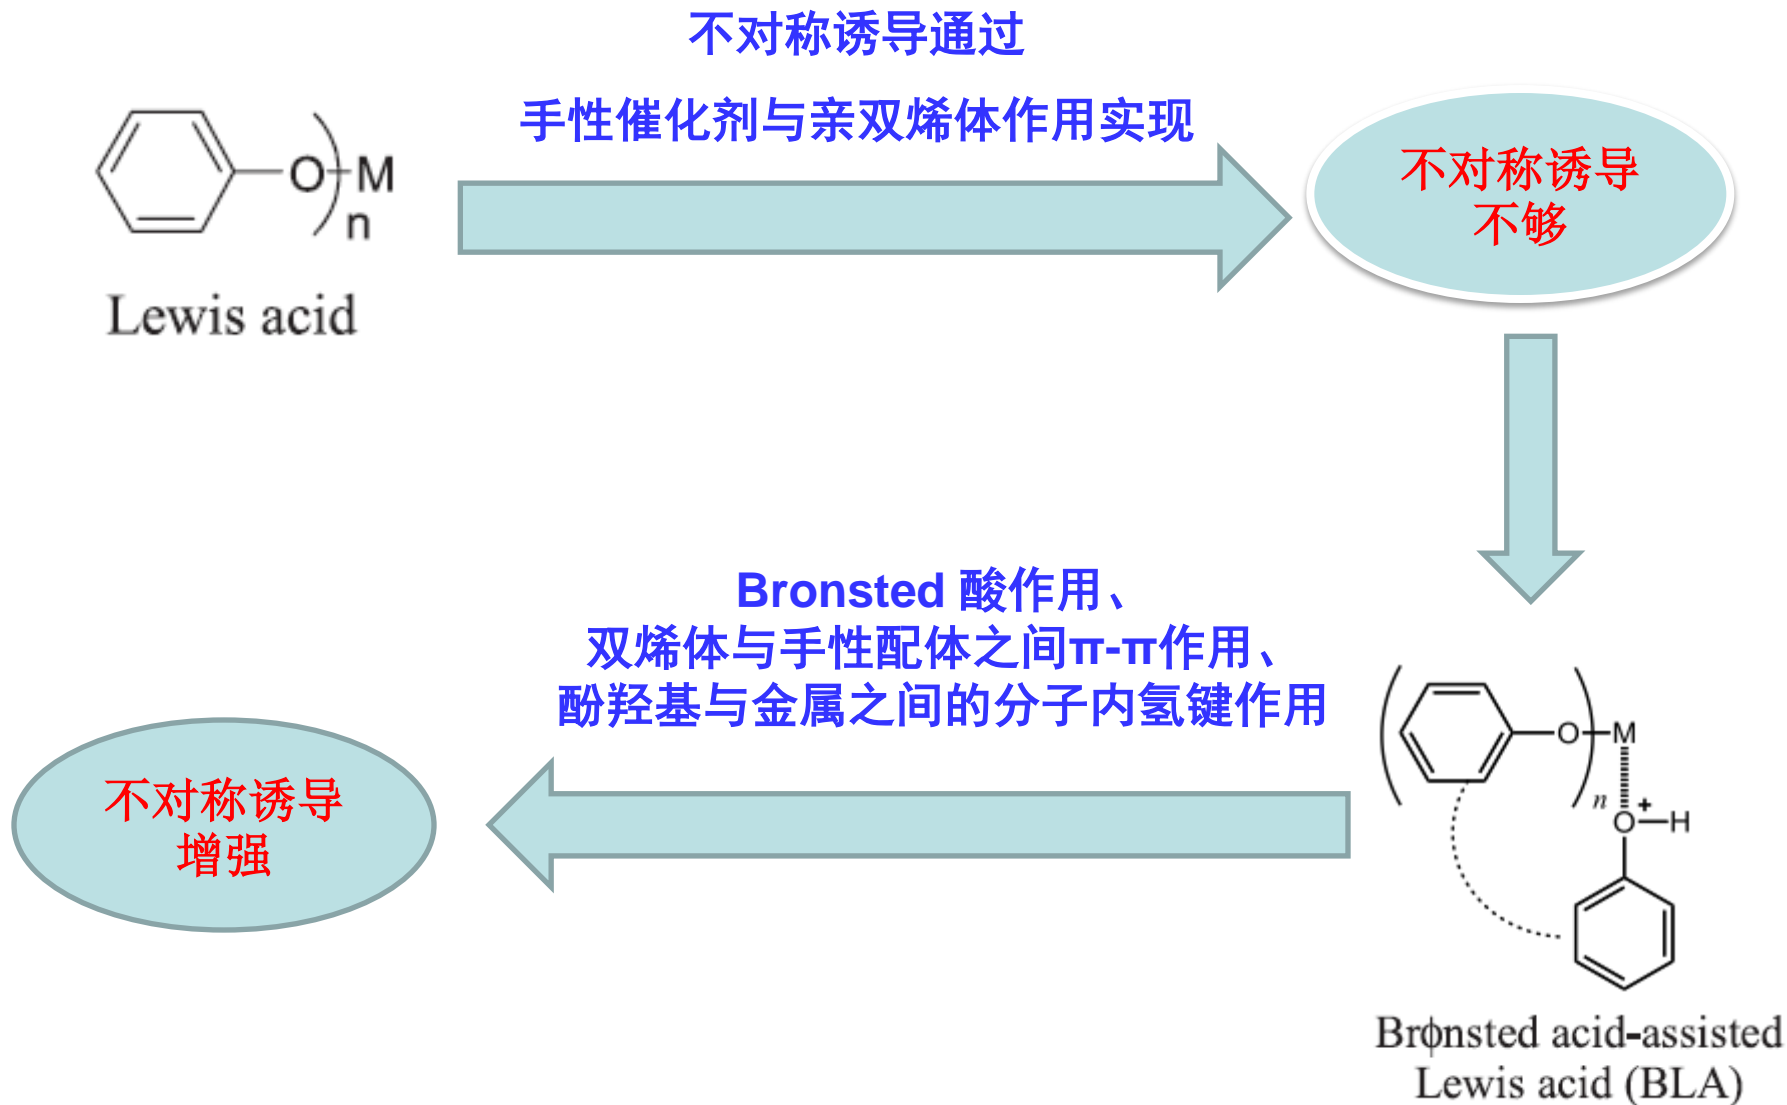 不对称诱导通过
手性催化剂与亲双烯体作用实现
O
M
n
Lewis acid
不对称诱导
不够
Bronsted 酸作用、
双烯体与手性配体之间π-π作用、
酚羟基与金属之间的分子内氢键作用
不对称诱导
增强
O
M
n
+
O
H
Brϕnsted acid-assisted
Lewis acid (BLA)